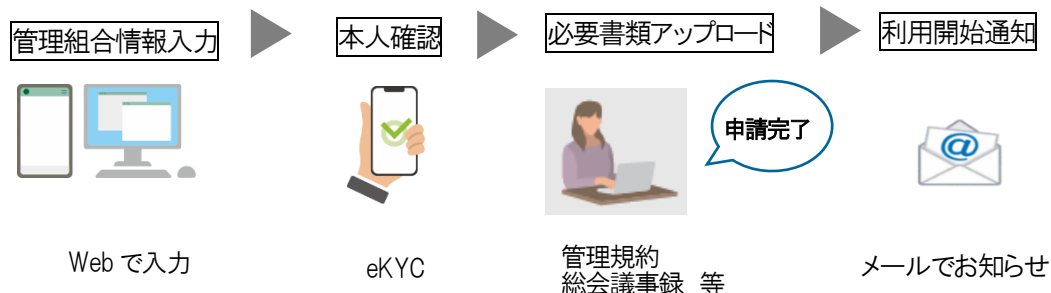 管理組合情報入力
本人確認
必要書類アップロード
利用開始通知
申請完了
@
Webで入力
eKYC
管理規約
総会議事録 等
メールでお知らせ